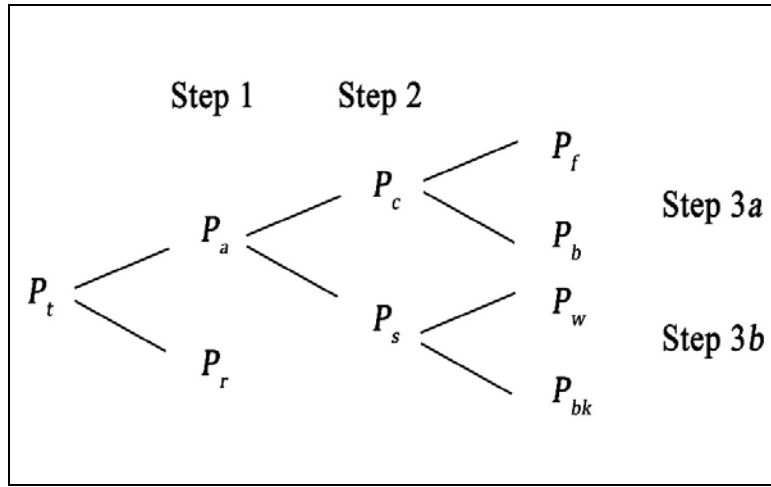 Step 1 Step 2
P_f
P_c
Step 3a
P_a
P_b
P_t
P_w
P_s
Step 3b
P_r
P_bk